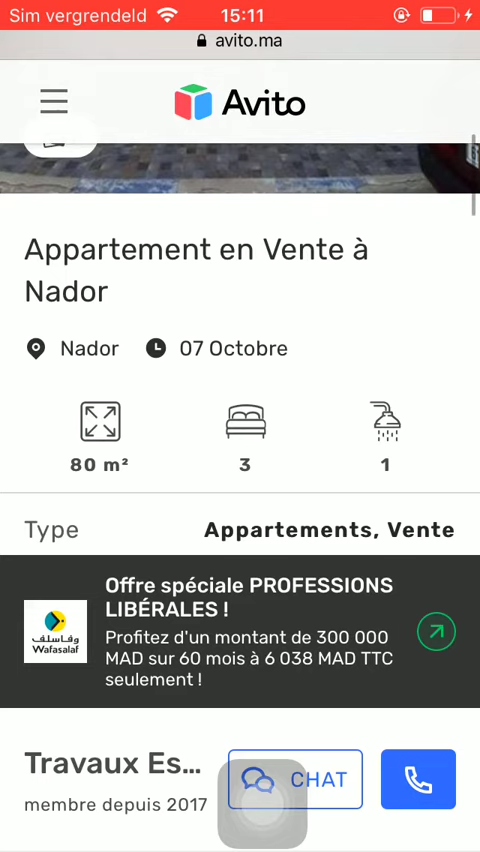 Sim vergrendeld 15:11
avito.ma
Avito
Appartement en Vente à
Nador
Nador 07 Octobre
80 m² 3 1
Type Appartements, Vente
Offre spéciale PROFESSIONS
LIBÉRALES !
Profitez d'un montant de 300 000
MAD sur 60 mois à 6 038 MAD TTC
seulement !
وفاسلف
Wafasalaf
Travaux Es...
CHAT
membre depuis 2017